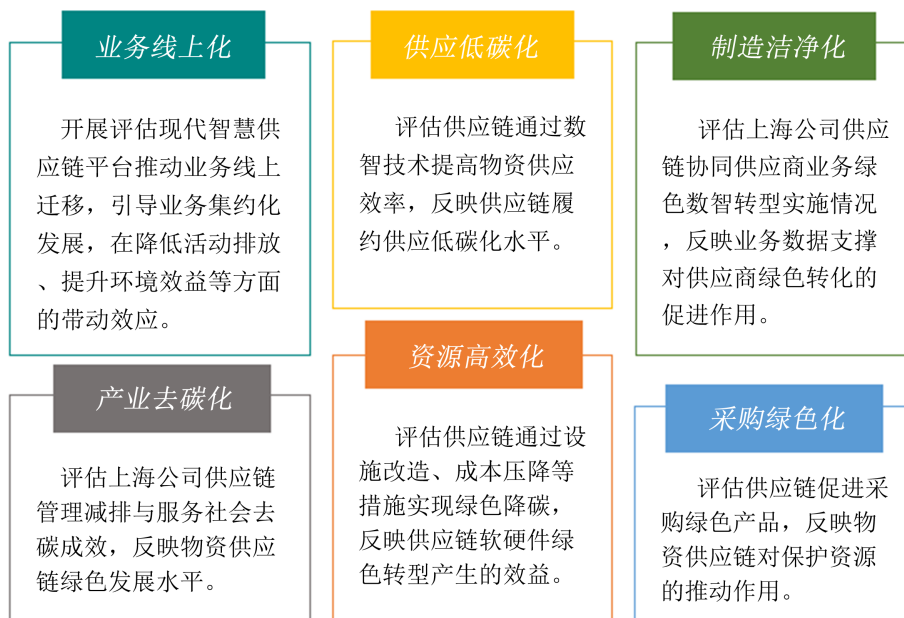 业务线上化
开展评估现代智慧供
应链平台推动业务线上
迁移，引导业务集约化
发展，在降低活动排放
、提升环境效益等方面
的带动效应。
供应低碳化
评估供应链通过数
智技术提高物资供应
效率，反映供应链履
约供应低碳化水平。
制造洁净化
评估上海公司供应
链协同供应商业务绿
色数智转型实施情况
，反映业务数据支撑
对供应商绿色转化的
促进作用。
产业去碳化
评估上海公司供应链
管理减排与服务社会去
碳成效，反映物资供应
链绿色发展水平。
资源高效化
评估供应链通过设
施改造、成本压降等
措施实现绿色降碳，
反映供应链软硬件绿
色转型产生的效益。
采购绿色化
评估供应链促进采
购绿色产品，反映物
资供应链对保护资源
的推动作用。